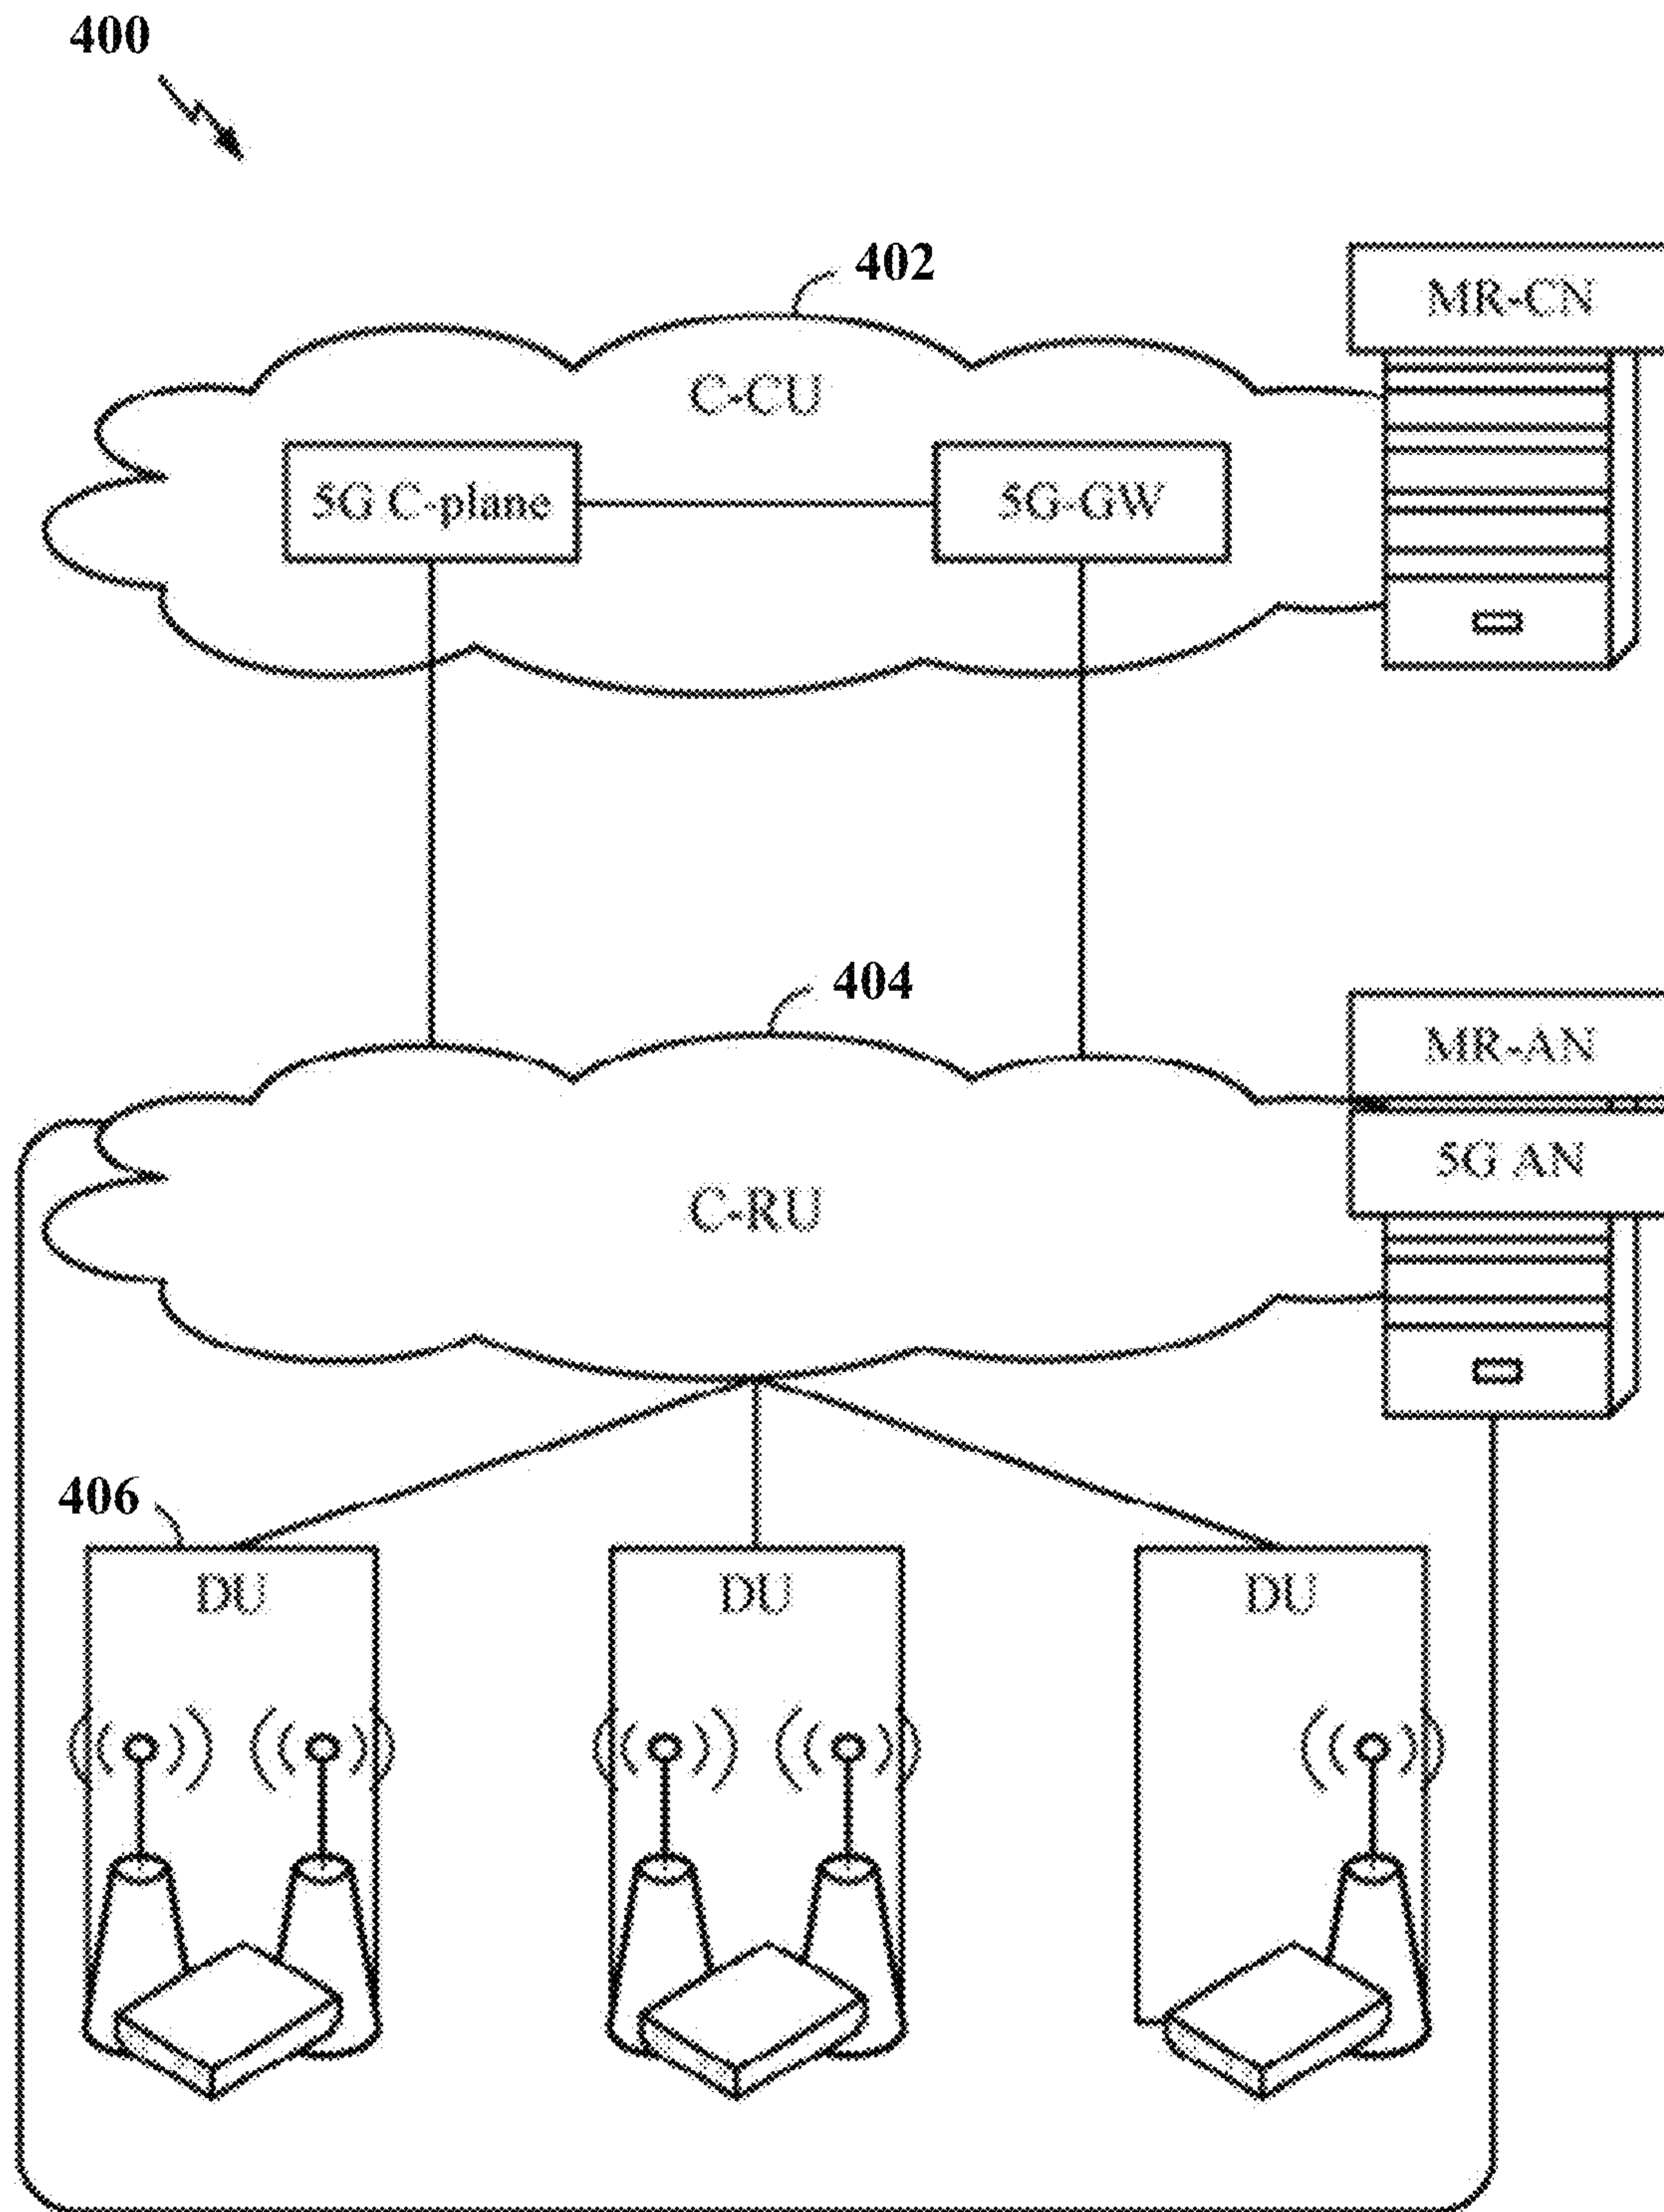 400
402
MR-CN
C-CU
5G C-plane
5G-GW
404
MR-AN
5G AN
C-RU
406
DU
DU
DU